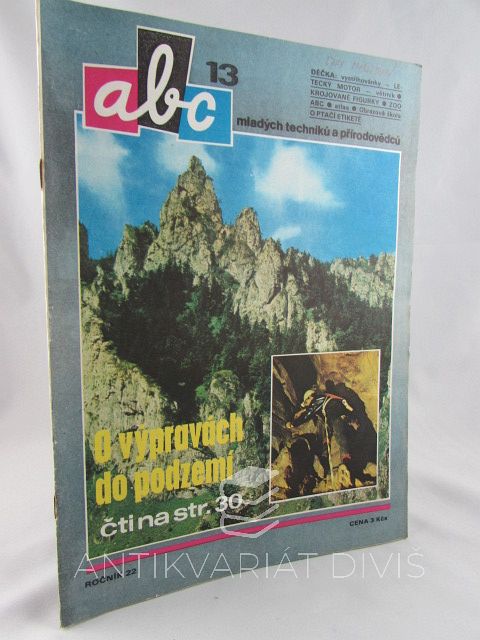 abc
13
DĚČKA: vystřihovánky – LE-
TECKÝ MOTOR – větrník ●
KROJOVANÉ FIGURKY ● ZOO
ABC ● atlas ● Obrazová škola
O PTAČÍ ETIKETĚ
mladých techniků a přírodovědců
O výpravách
do podzemí
čti na str. 30
CENA 3 Kčs
ROČNÍK 22
ANTIKVARIÁT DIVIŠ